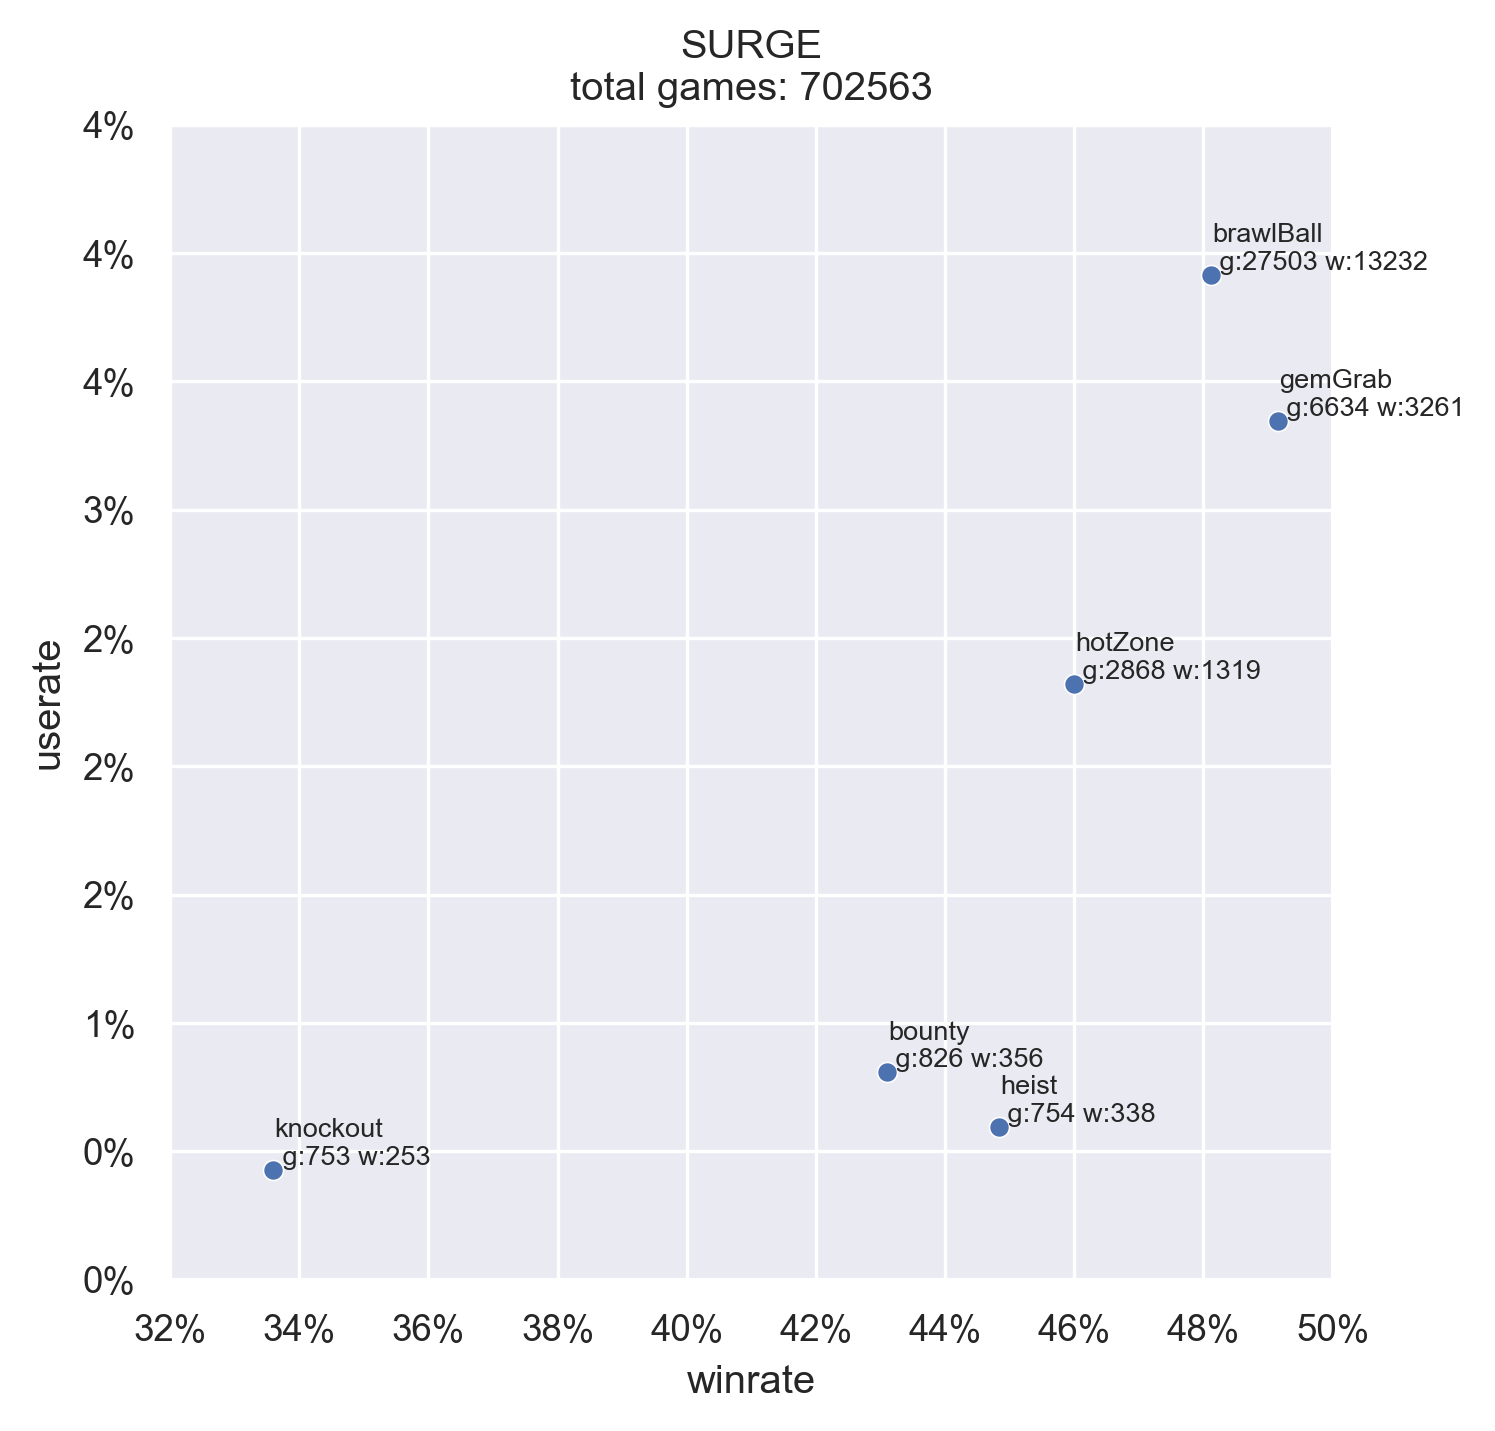 SURGE
total games: 702563
4%
4%
4%
3%
2%
2%
2%
1%
0%
0%
userate
brawlBall
g:27503 w:13232
gemGrab
g:6634 w:3261
hotZone
g:2868 w:1319
bounty
g:826 w:356
heist
g:754 w:338
knockout
g:753 w:253
32% 34% 36% 38% 40% 42% 44% 46% 48% 50%
winrate